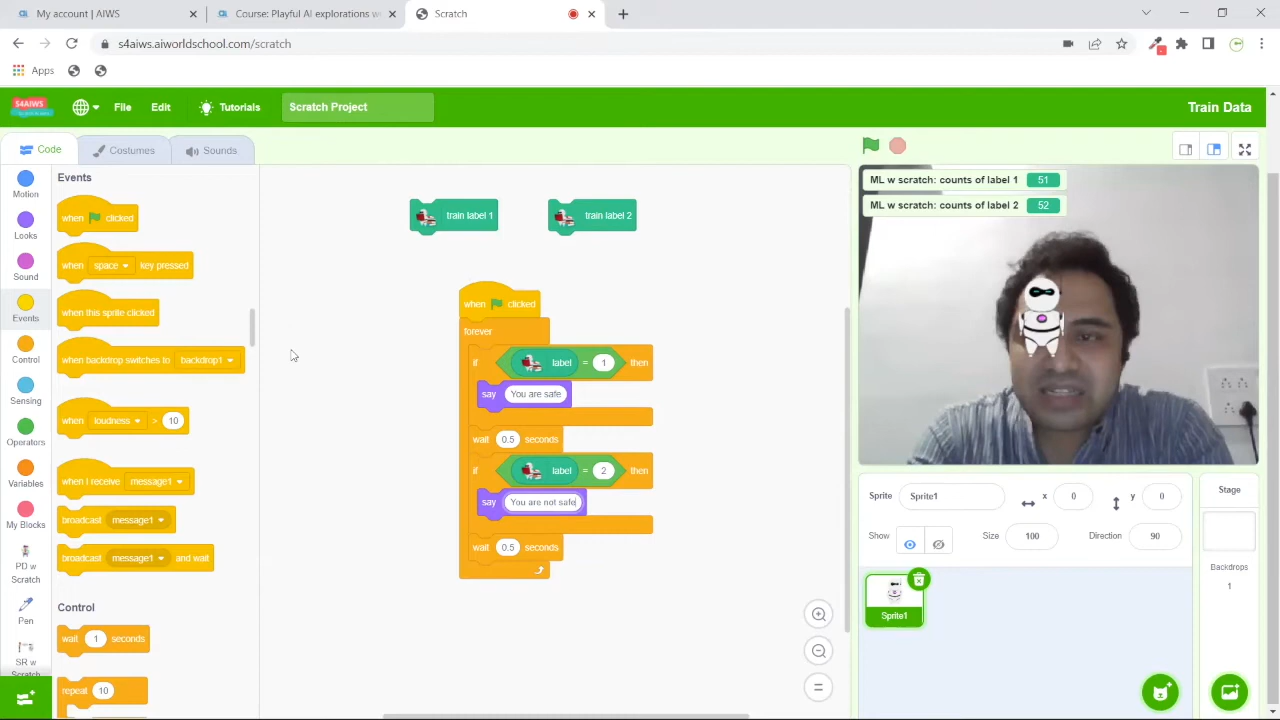 My account | AIWS
Course: Playful AI explorations w
Scratch
s4aiws.aiworldschool.com/scratch
Apps
S4AIWS
File
Edit
Tutorials
Scratch Project
Train Data
Code
Costumes
Sounds
Motion
Looks
Sound
Events
Control
Sensing
Operators
Variables
My Blocks
PD w
Scratch
Pen
SR w
Scratch
Events
when clicked
when space key pressed
when this sprite clicked
when backdrop switches to backdrop1
when loudness > 10
when I receive message1
broadcast message1
broadcast message1 and wait
Control
wait 1 seconds
repeat 10
train label 1
train label 2
when clicked
forever
if label = 1 then
say You are safe
wait 0.5 seconds
if label = 2 then
say You are not safe
wait 0.5 seconds
ML w scratch: counts of label 1 51
ML w scratch: counts of label 2 52
Sprite Sprite1 x 0 y 0
Show Size 100 Direction 90
Sprite1
Stage
Backdrops
1